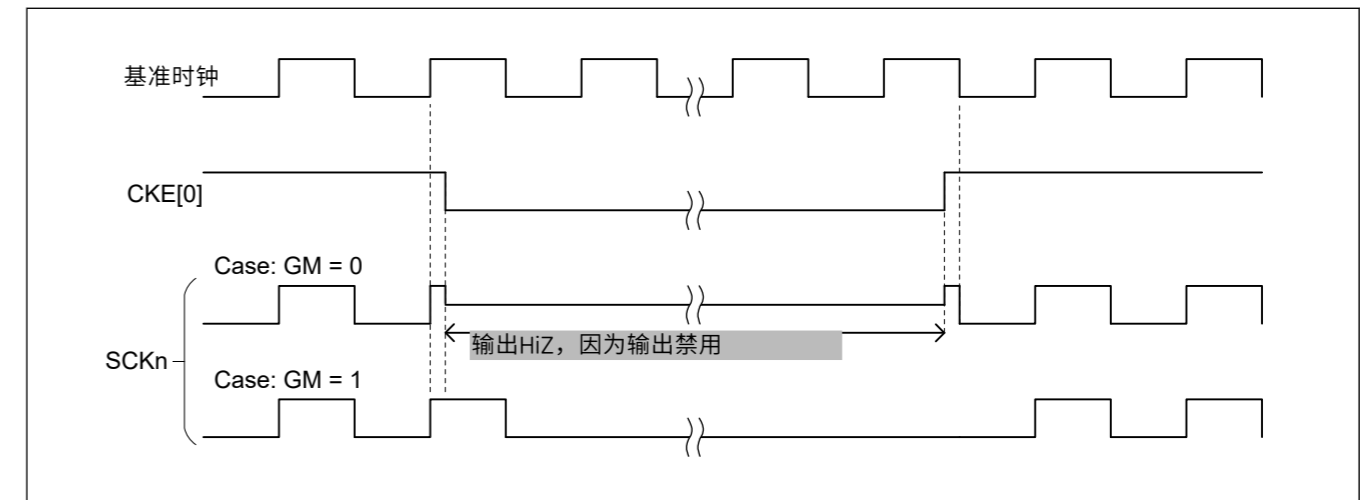 基准时钟
CKE[0]
Case: GM = 0
输出HiZ，因为输出禁用
SCKn
Case: GM = 1